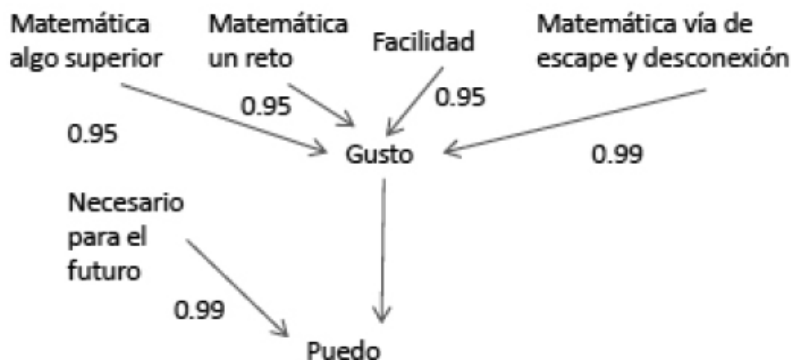 Matemática
algo superior
Matemática
un reto
Facilidad
Matemática vía de
escape y desconexión
0.95
0.95
0.95
0.99
Gusto
Necesario
para el
futuro
0.99
Puedo